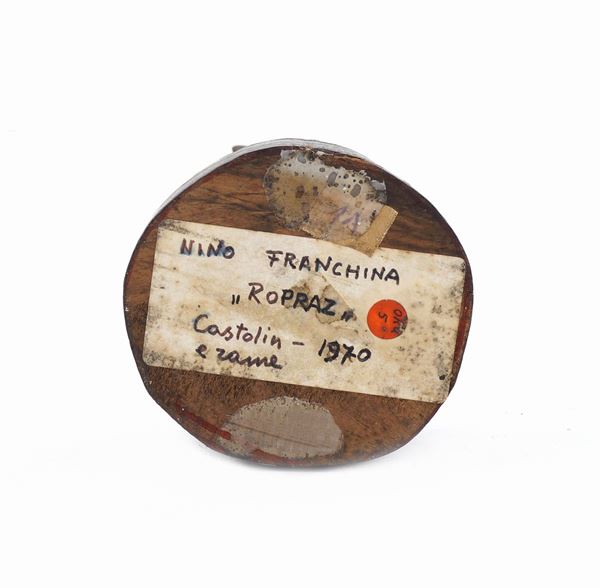 NINO FRANCHINA
„ROPRAZ„
Castolin – 1970
e rame